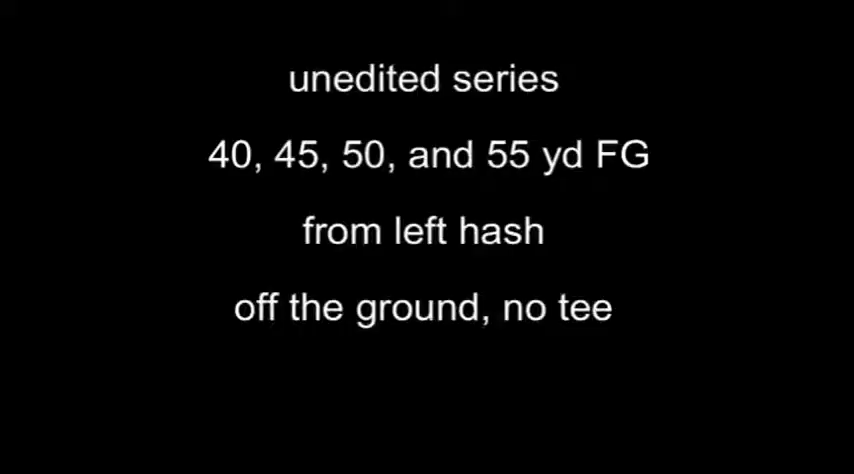 unedited series
40, 45, 50, and 55 yd FG
from left hash
off the ground, no tee